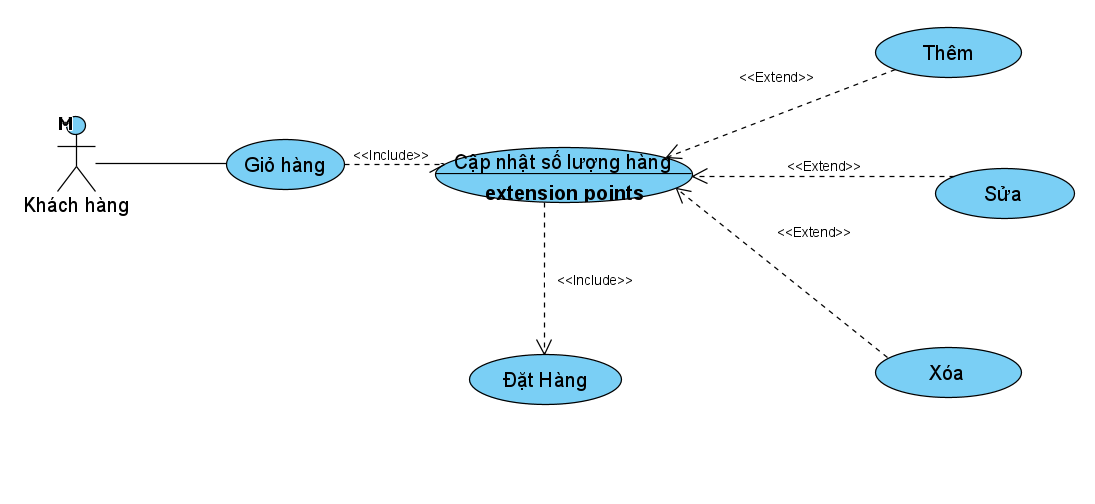 Thêm
<<Extend>>
M
Giỏ hàng
<<Include>>
Cập nhật số lượng hàng
extension points
<<Extend>>
Sửa
Khách hàng
<<Extend>>
<<Include>>
Đặt Hàng
Xóa